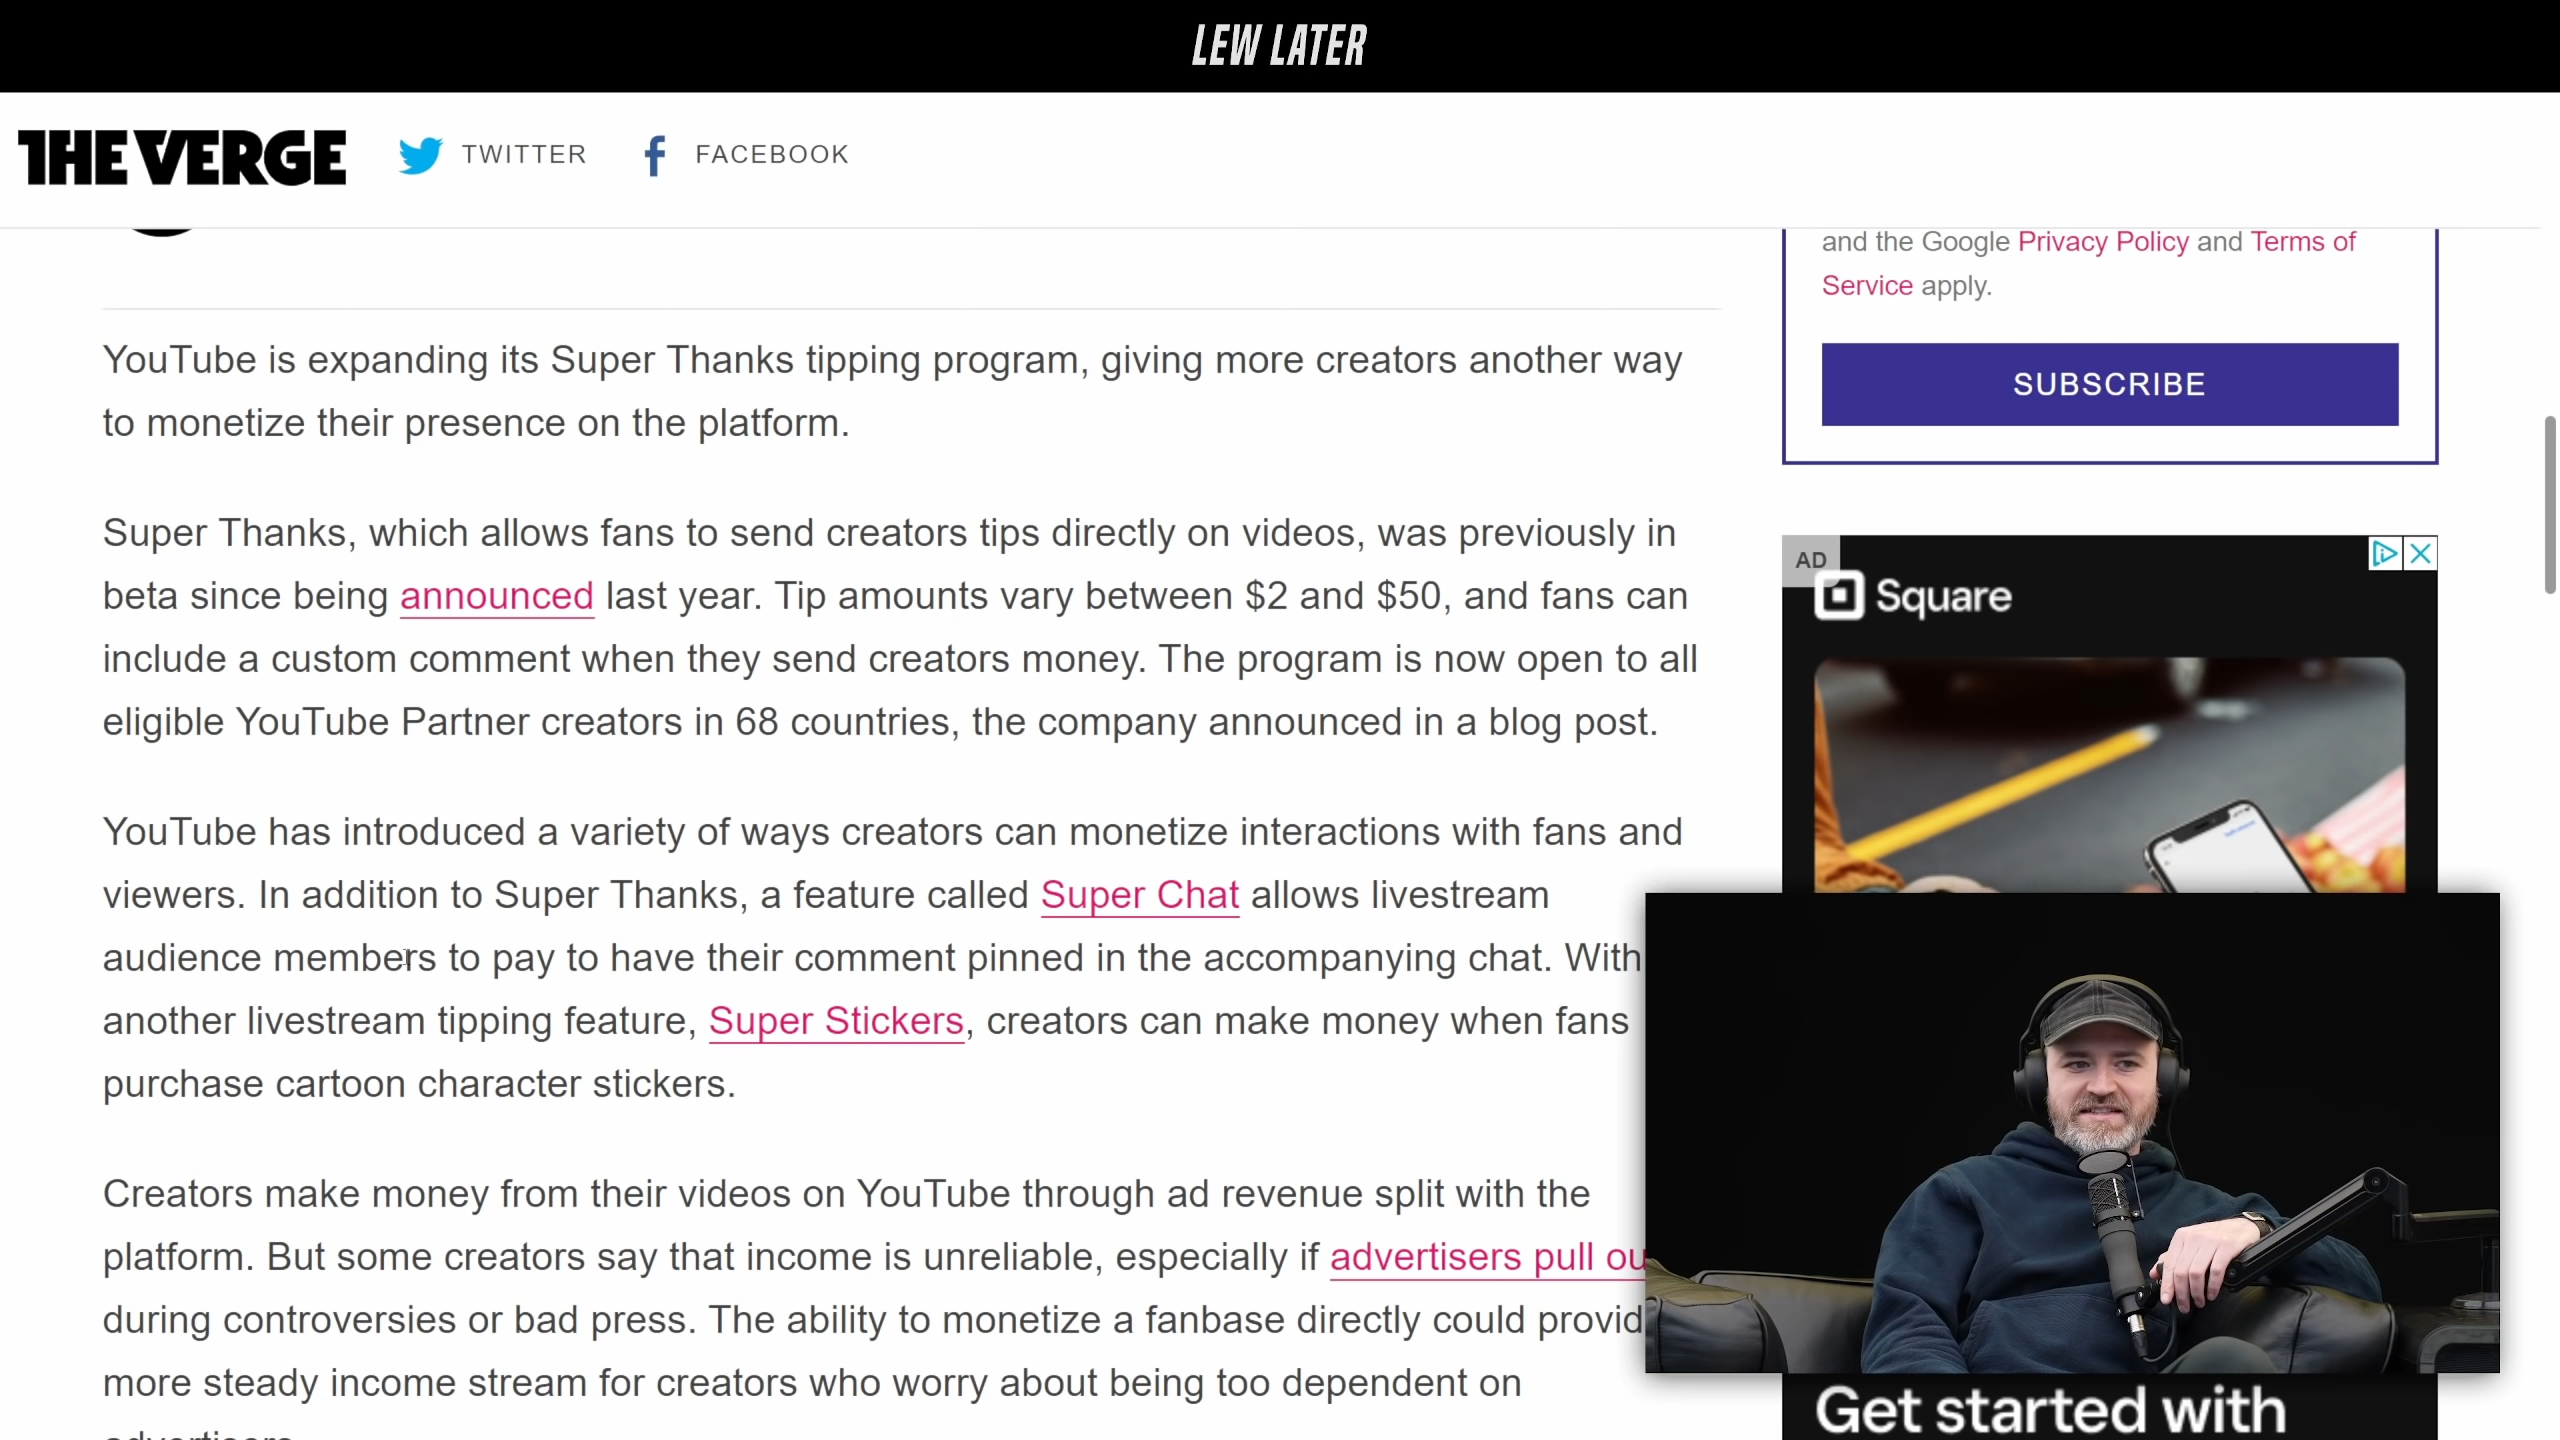 LEW LATER
THE VERGE
TWITTER
FACEBOOK
YouTube is expanding its Super Thanks tipping program, giving more creators another way
to monetize their presence on the platform.
Super Thanks, which allows fans to send creators tips directly on videos, was previously in
beta since being announced last year. Tip amounts vary between $2 and $50, and fans can
include a custom comment when they send creators money. The program is now open to all
eligible YouTube Partner creators in 68 countries, the company announced in a blog post.
YouTube has introduced a variety of ways creators can monetize interactions with fans and
viewers. In addition to Super Thanks, a feature called Super Chat allows livestream
audience members to pay to have their comment pinned in the accompanying chat. With
another livestream tipping feature, Super Stickers, creators can make money when fans
purchase cartoon character stickers.
Creators make money from their videos on YouTube through ad revenue split with the
platform. But some creators say that income is unreliable, especially if advertisers pull ou
during controversies or bad press. The ability to monetize a fanbase directly could provid
more steady income stream for creators who worry about being too dependent on
and the Google Privacy Policy and Terms of
Service apply.
SUBSCRIBE
AD
Square
Get started with